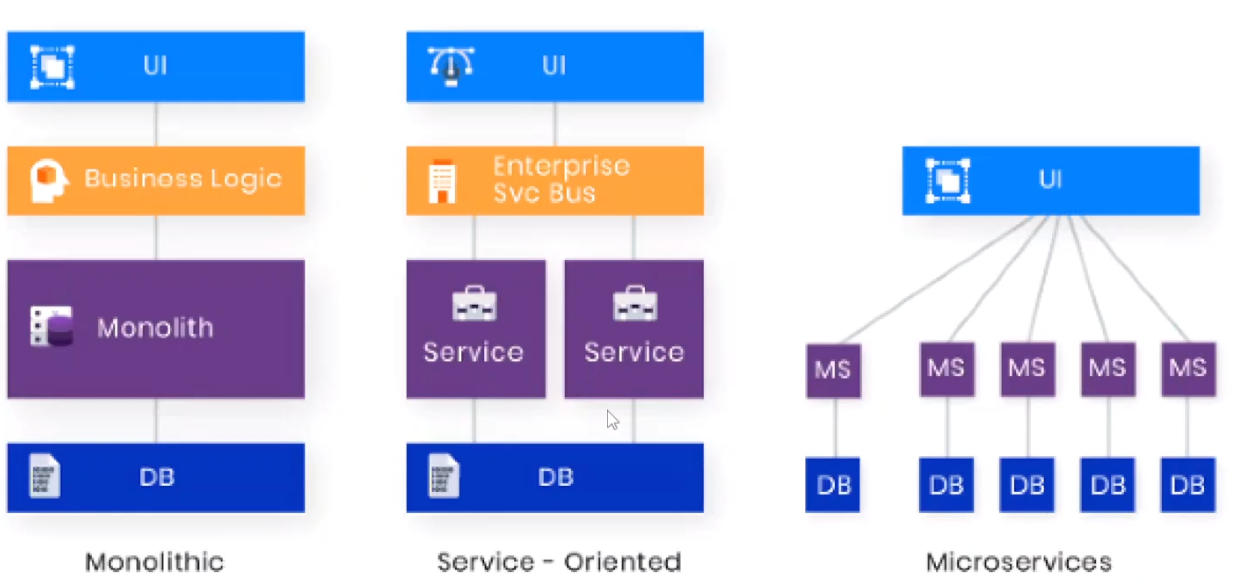 UI
Business Logic
Monolith
DB
Monolithic
UI
Enterprise
Svc Bus
Service
Service
DB
Service - Oriented
UI
MS
MS
MS
MS
MS
DB
DB
DB
DB
DB
Microservices